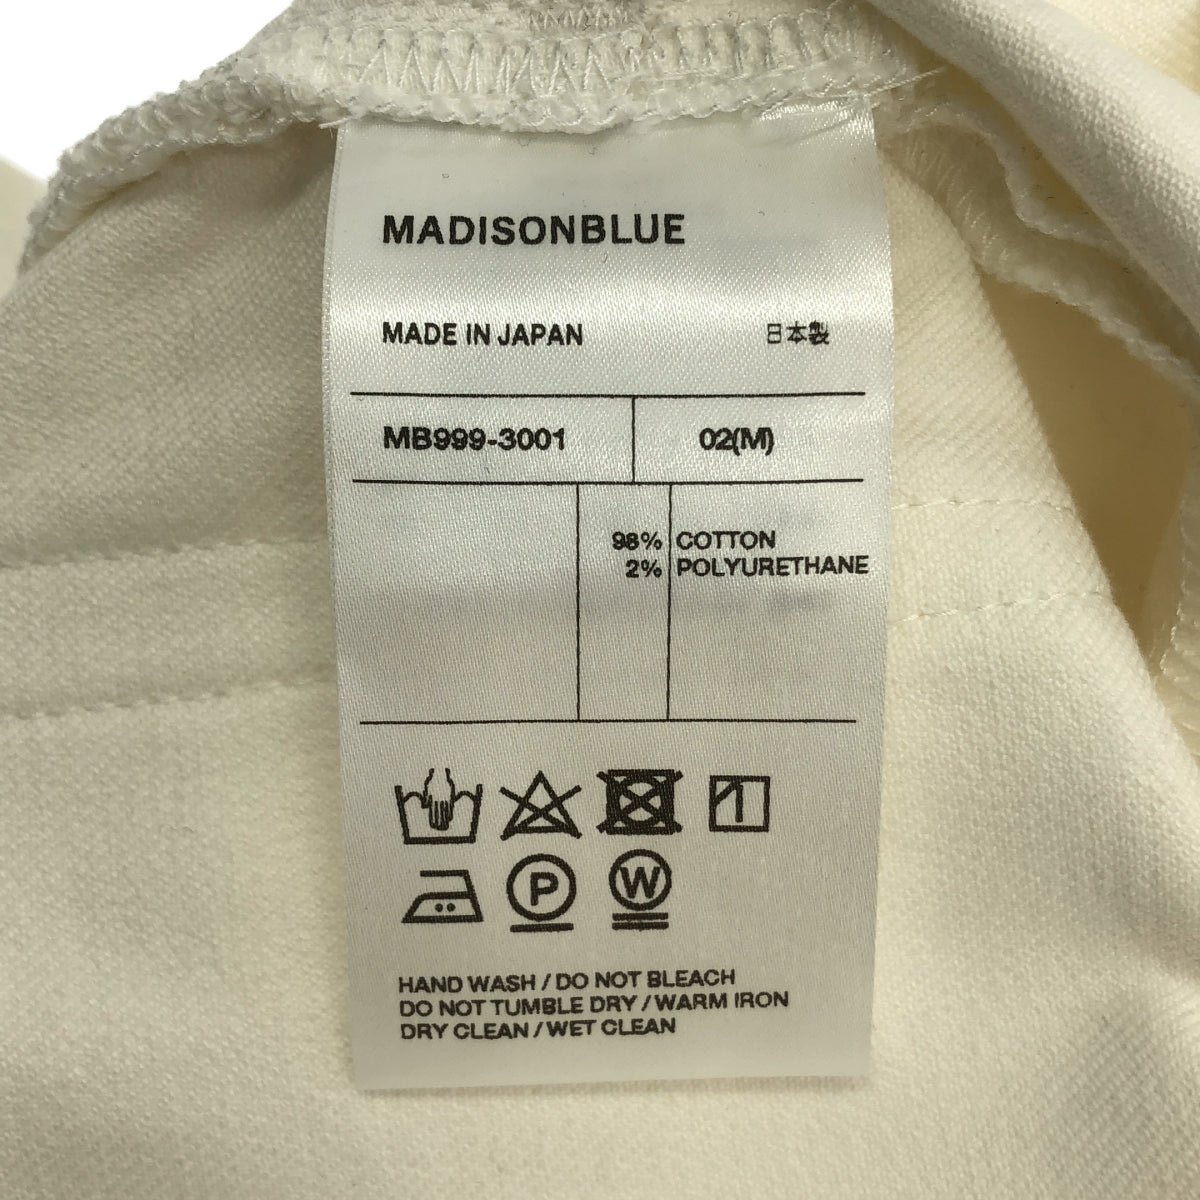 MADISONBLUE
MADE IN JAPAN 日本製
MB999-3001 02(M)
98% COTTON
2% POLYURETHANE
P W
HAND WASH / DO NOT BLEACH
DO NOT TUMBLE DRY / WARM IRON
DRY CLEAN / WET CLEAN